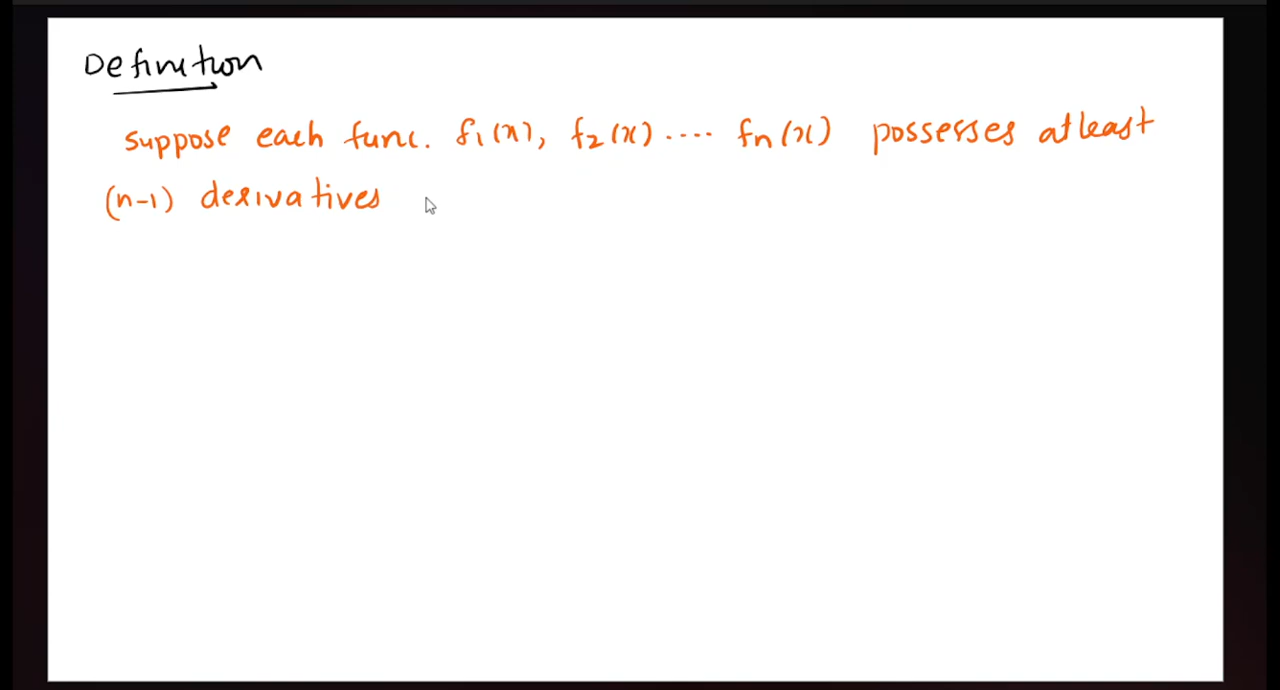 Definition
suppose each func. f₁(x), f₂(x) .... fₙ(x) possesses atleast
(n-1) derivatives